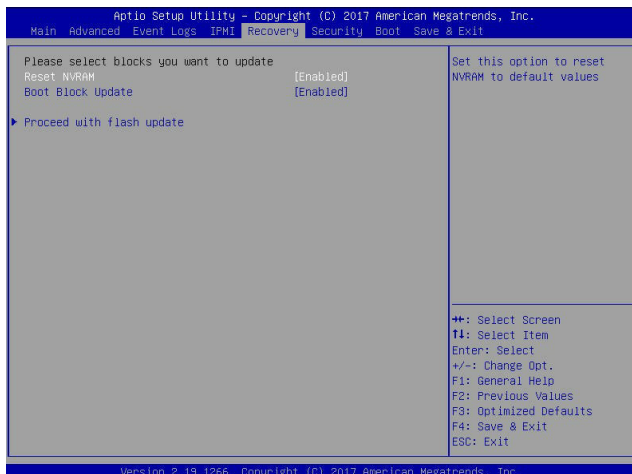 Aptio Setup Utility – Copyright (C) 2017 American Megatrends, Inc.
Main Advanced Event Logs IPMI Recovery Security Boot Save & Exit
Please select blocks you want to update
Reset NVRAM [Enabled]
Boot Block Update [Enabled]
Proceed with flash update
Set this option to reset
NVRAM to default values
→←: Select Screen
↑↓: Select Item
Enter: Select
+/-: Change Opt.
F1: General Help
F2: Previous Values
F3: Optimized Defaults
F4: Save & Exit
ESC: Exit
Version 2.19.1266. Copyright (C) 2017 American Megatrends, Inc.